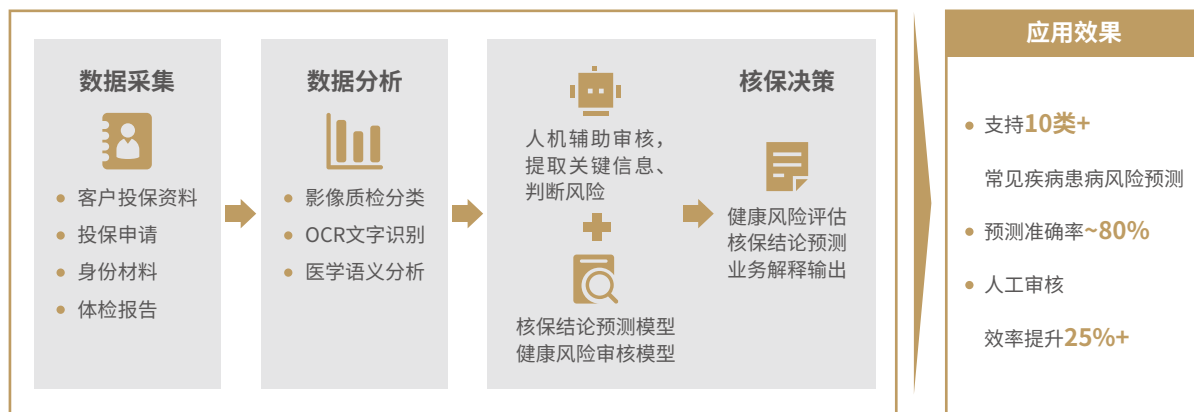 数据采集
客户投保资料
投保申请
身份材料
体检报告
数据分析
影像质检分类
OCR文字识别
医学语义分析
人机辅助审核，
提取关键信息、
判断风险
核保结论预测模型
健康风险审核模型
核保决策
健康风险评估
核保结论预测
业务解释输出
应用效果
支持10类+
常见疾病患病风险预测
预测准确率~80%
人工审核
效率提升25%+